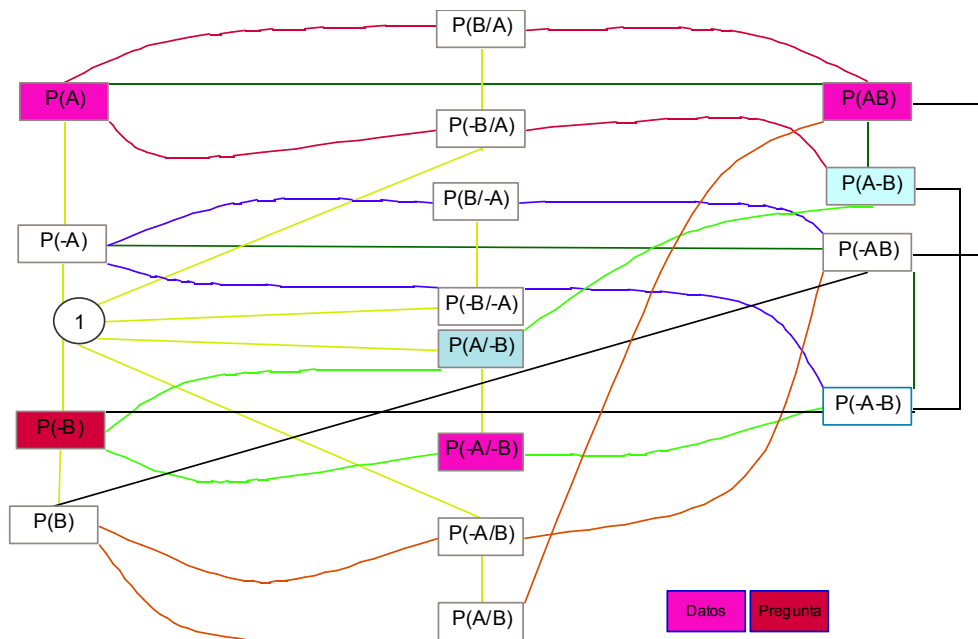 P(B/A)
P(A)
P(AB)
P(-B/A)
P(A-B)
P(B/-A)
P(-A)
P(-AB)
P(-B/-A)
1
P(A/-B)
P(-A-B)
P(-B)
P(-A/-B)
P(B)
P(-A/B)
P(A/B)
Datos
Pregunta